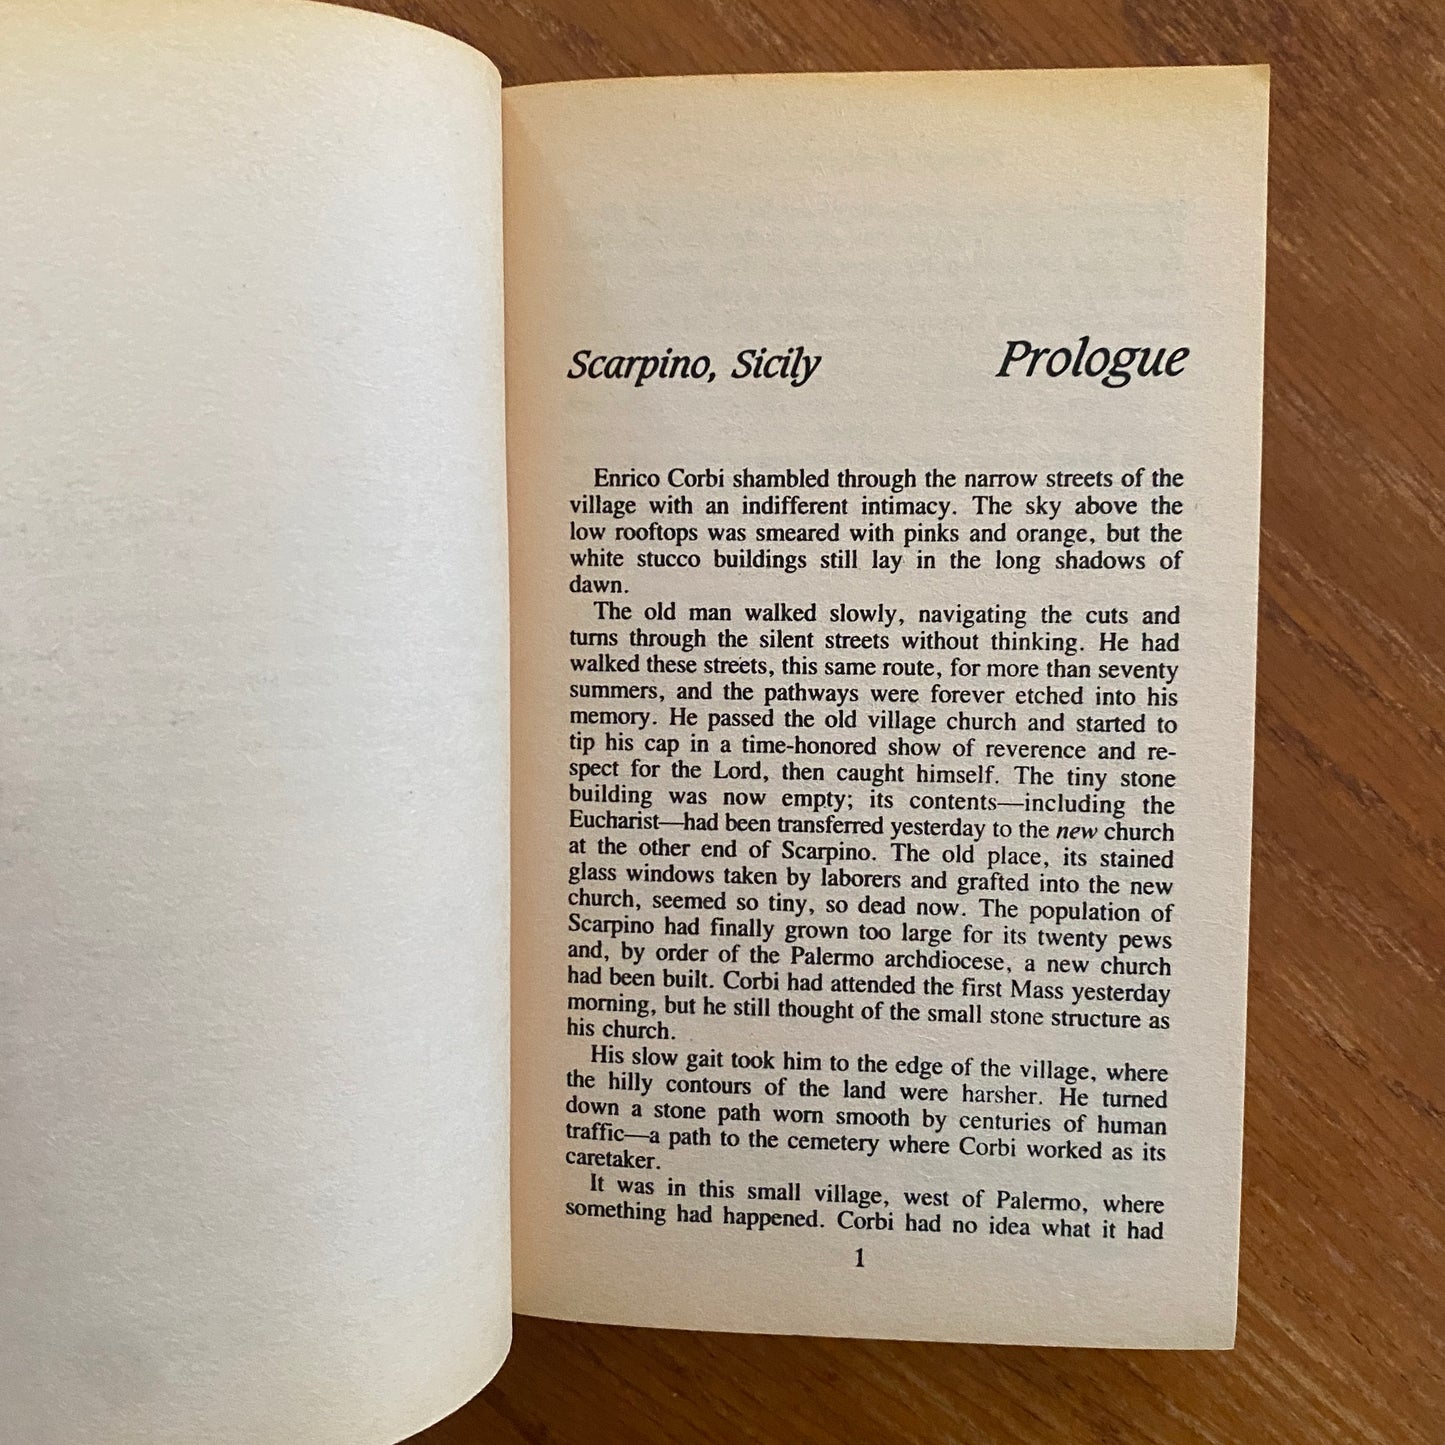 Scarpino, Sicily Prologue
Enrico Corbi shambled through the narrow streets of the
village with an indifferent intimacy. The sky above the
low rooftops was smeared with pinks and orange, but the
white stucco buildings still lay in the long shadows of
dawn.
The old man walked slowly, navigating the cuts and
turns through the silent streets without thinking. He had
walked these streets, this same route, for more than seventy
summers, and the pathways were forever etched into his
memory. He passed the old village church and started to
tip his cap in a time-honored show of reverence and re-
spect for the Lord, then caught himself. The tiny stone
building was now empty; its contents—including the
Eucharist—had been transferred yesterday to the new church
at the other end of Scarpino. The old place, its stained
glass windows taken by laborers and grafted into the new
church, seemed so tiny, so dead now. The population of
Scarpino had finally grown too large for its twenty pews
and, by order of the Palermo archdiocese, a new church
had been built. Corbi had attended the first Mass yesterday
morning, but he still thought of the small stone structure as
his church.
His slow gait took him to the edge of the village, where
the hilly contours of the land were harsher. He turned
down a stone path worn smooth by centuries of human
traffic—a path to the cemetery where Corbi worked as its
caretaker.
It was in this small village, west of Palermo, where
something had happened. Corbi had no idea what it had
1